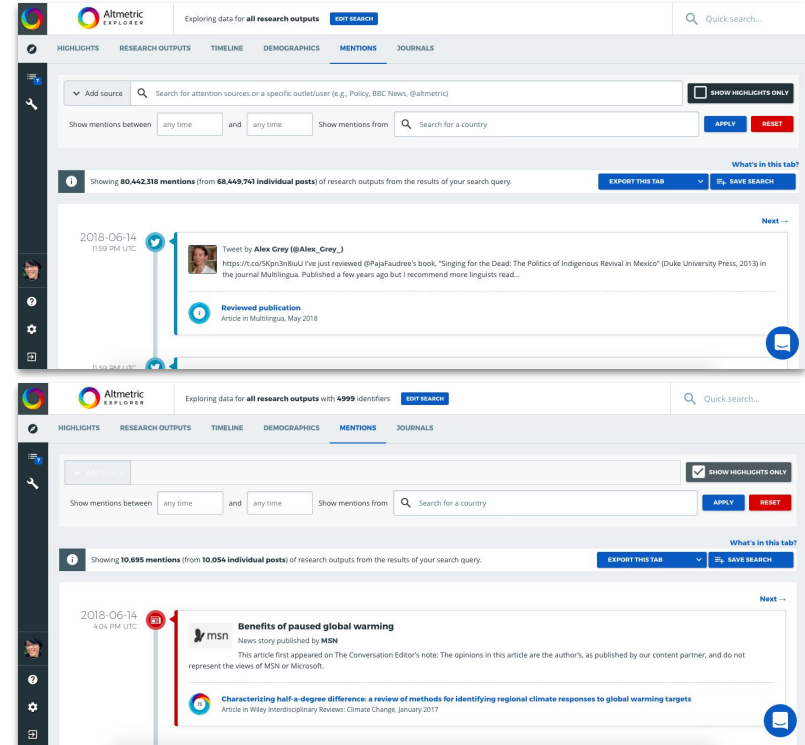 Altmetric
EXPLORER
Exploring data for all research outputs EDIT SEARCH
Quick search...
HIGHLIGHTS RESEARCH OUTPUTS TIMELINE DEMOGRAPHICS MENTIONS JOURNALS
Add source Search for attention sources or a specific outlet/user (e.g., Policy, BBC News, @altmetric) SHOW HIGHLIGHTS ONLY
Show mentions between any time and any time Show mentions from Search for a country APPLY RESET
What's in this tab?
Showing 80,442,318 mentions (from 68,449,741 individual posts) of research outputs from the results of your search query. EXPORT THIS TAB SAVE SEARCH
Next →
2018-06-14
11:59 PM UTC
Tweet by Alex Grey (@Alex_Grey_)
https://t.co/5Kpn3n8iuU I've just reviewed @PajaFaudree's book, "Singing for the Dead: The Politics of Indigenous Revival in Mexico" (Duke University Press, 2013) in
the journal Multilingua. Published a few years ago but I recommend more linguists read...
Reviewed publication
Article in Multilingua, May 2018
11:59 PM UTC
Altmetric
EXPLORER
Exploring data for all research outputs with 4999 identifiers EDIT SEARCH
Quick search...
HIGHLIGHTS RESEARCH OUTPUTS TIMELINE DEMOGRAPHICS MENTIONS JOURNALS
Add source SHOW HIGHLIGHTS ONLY
Show mentions between any time and any time Show mentions from Search for a country APPLY RESET
What's in this tab?
Showing 10,695 mentions (from 10,054 individual posts) of research outputs from the results of your search query. EXPORT THIS TAB SAVE SEARCH
Next →
2018-06-14
4:04 PM UTC
msn
Benefits of paused global warming
News story published by MSN
This article first appeared on The Conversation Editor's note: The opinions in this article are the author's, as published by our content partner, and do not
represent the views of MSN or Microsoft.
Characterizing half-a-degree difference: a review of methods for identifying regional climate responses to global warming targets
Article in Wiley Interdisciplinary Reviews: Climate Change, January 2017